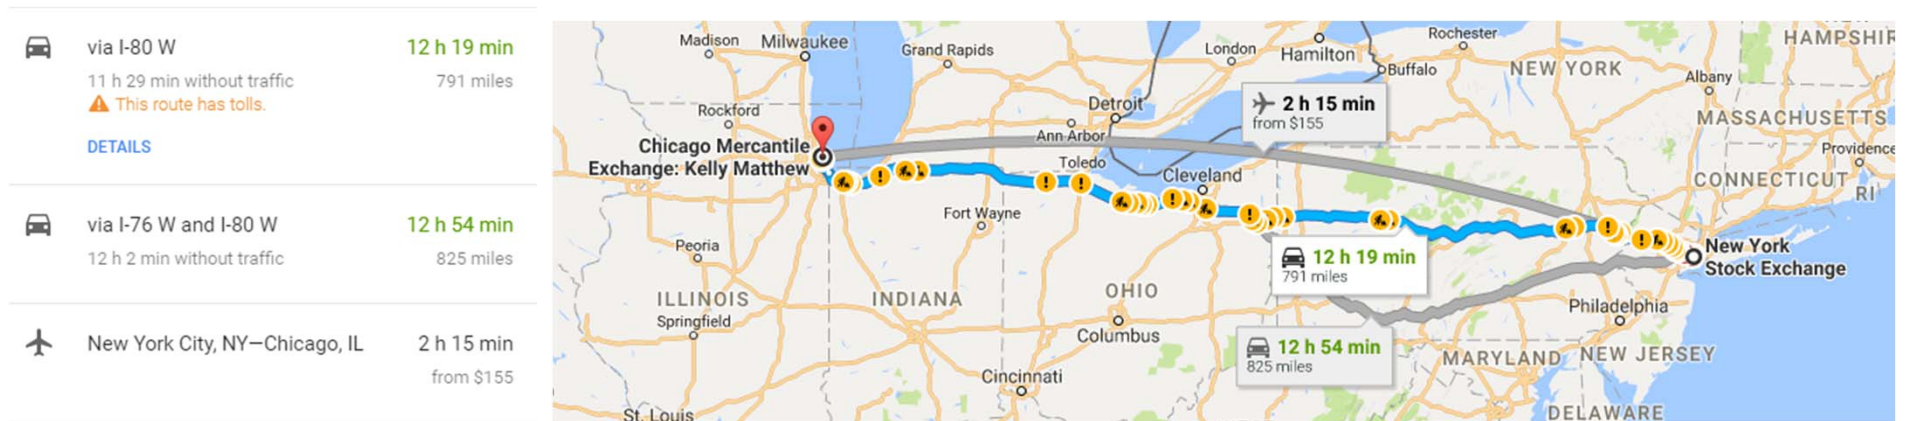 via I-80 W
12 h 19 min
11 h 29 min without traffic
791 miles
This route has tolls.
DETAILS
via I-76 W and I-80 W
12 h 54 min
12 h 2 min without traffic
825 miles
New York City, NY—Chicago, IL
2 h 15 min
from $155
Madison
Milwaukee
Grand Rapids
London
Hamilton
Rochester
Buffalo
NEW YORK
Albany
HAMPSHIR
Rockford
Detroit
2 h 15 min
from $155
MASSACHUSETTS
Ann Arbor
Chicago Mercantile
Exchange: Kelly Matthew
Toledo
Cleveland
Providence
CONNECTICUT
RI
Fort Wayne
Peoria
12 h 19 min
791 miles
New York
Stock Exchange
ILLINOIS
INDIANA
OHIO
Springfield
Columbus
Philadelphia
12 h 54 min
825 miles
MARYLAND
NEW JERSEY
Cincinnati
St. Louis
DELAWARE